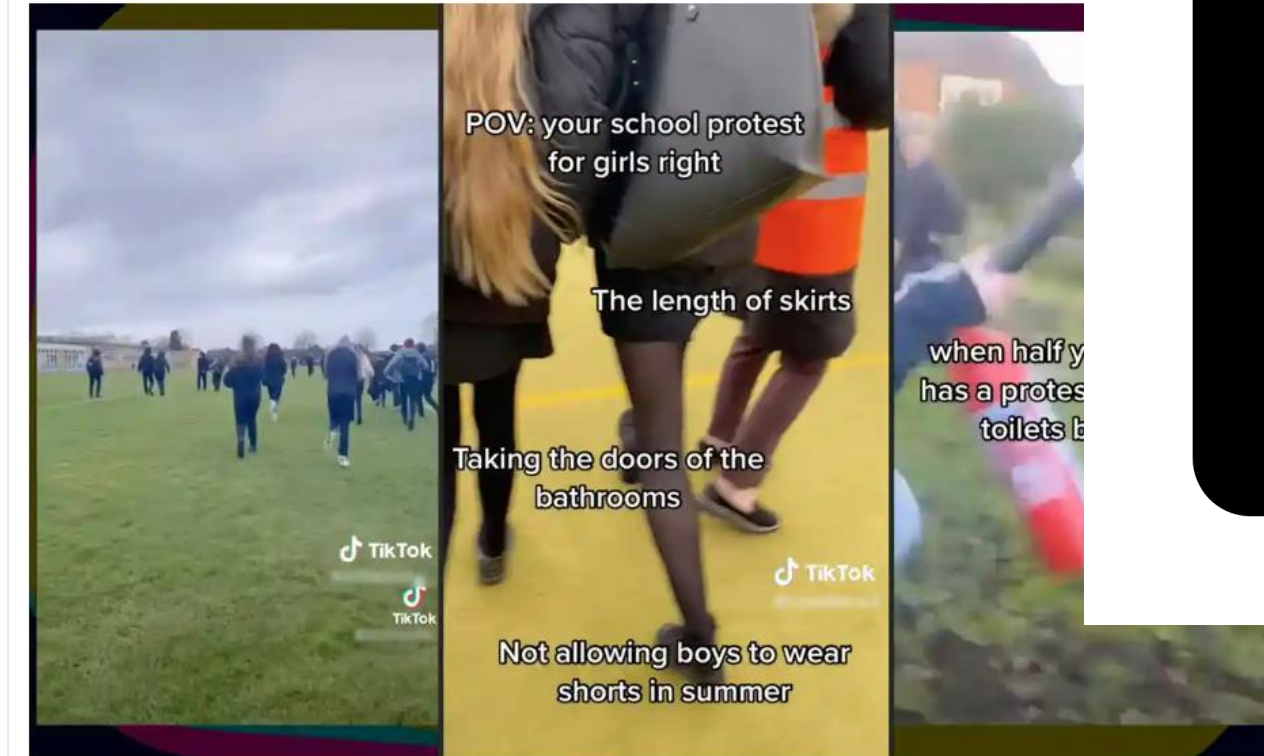 POV: your school protest
for girls right
The length of skirts
Taking the doors of the
bathrooms
Not allowing boys to wear
shorts in summer
TikTok
TikTok
TikTok
when half y
has a protes
toilets b